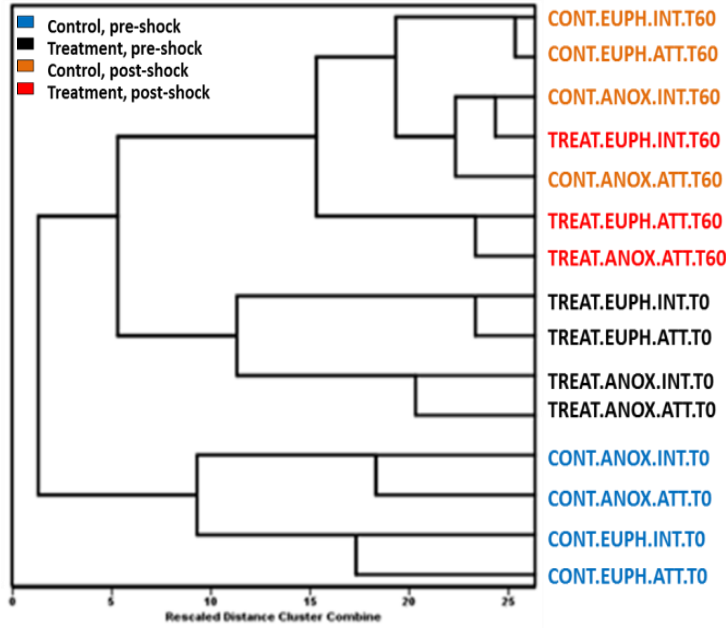 Control, pre-shock
Treatment, pre-shock
Control, post-shock
Treatment, post-shock
CONT.EUPH.INT.T60
CONT.EUPH.ATT.T60
CONT.ANOX.INT.T60
TREAT.EUPH.INT.T60
CONT.ANOX.ATT.T60
TREAT.EUPH.ATT.T60
TREAT.ANOX.ATT.T60
TREAT.EUPH.INT.T0
TREAT.EUPH.ATT.T0
TREAT.ANOX.INT.T0
TREAT.ANOX.ATT.T0
CONT.ANOX.INT.T0
CONT.ANOX.ATT.T0
CONT.EUPH.INT.T0
CONT.EUPH.ATT.T0
0 5 10 15 20 25
Rescaled Distance Cluster Combine